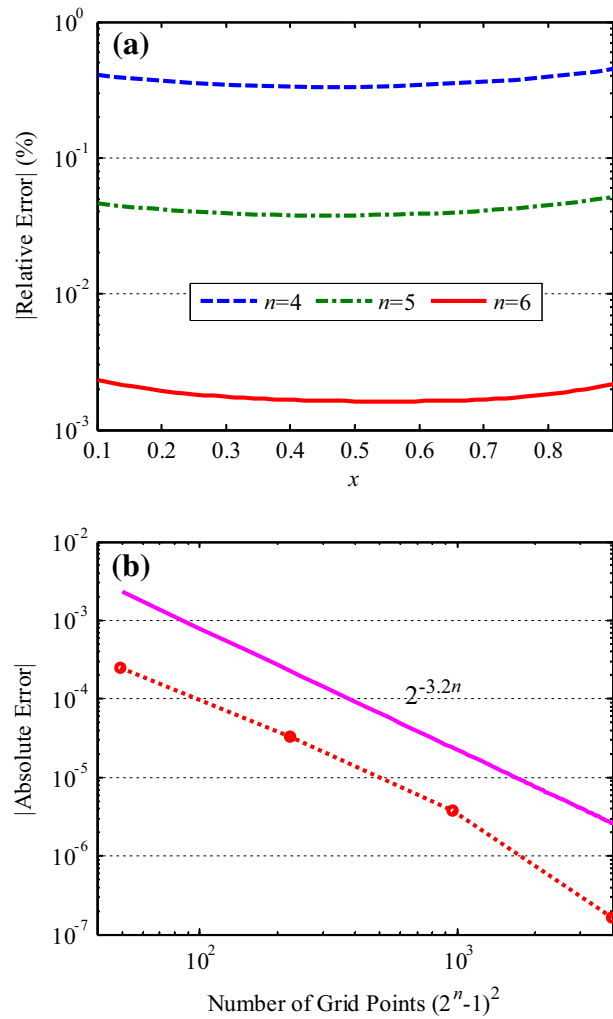 (a)
|Relative Error| (%)
10^0
10^-1
10^-2
10^-3
n=4 n=5 n=6
0.1 0.2 0.3 0.4 0.5 0.6 0.7 0.8
x
(b)
|Absolute Error|
10^-2
10^-3
10^-4
10^-5
10^-6
10^-7
2^-3.2n
10^2 10^3
Number of Grid Points (2^n-1)^2